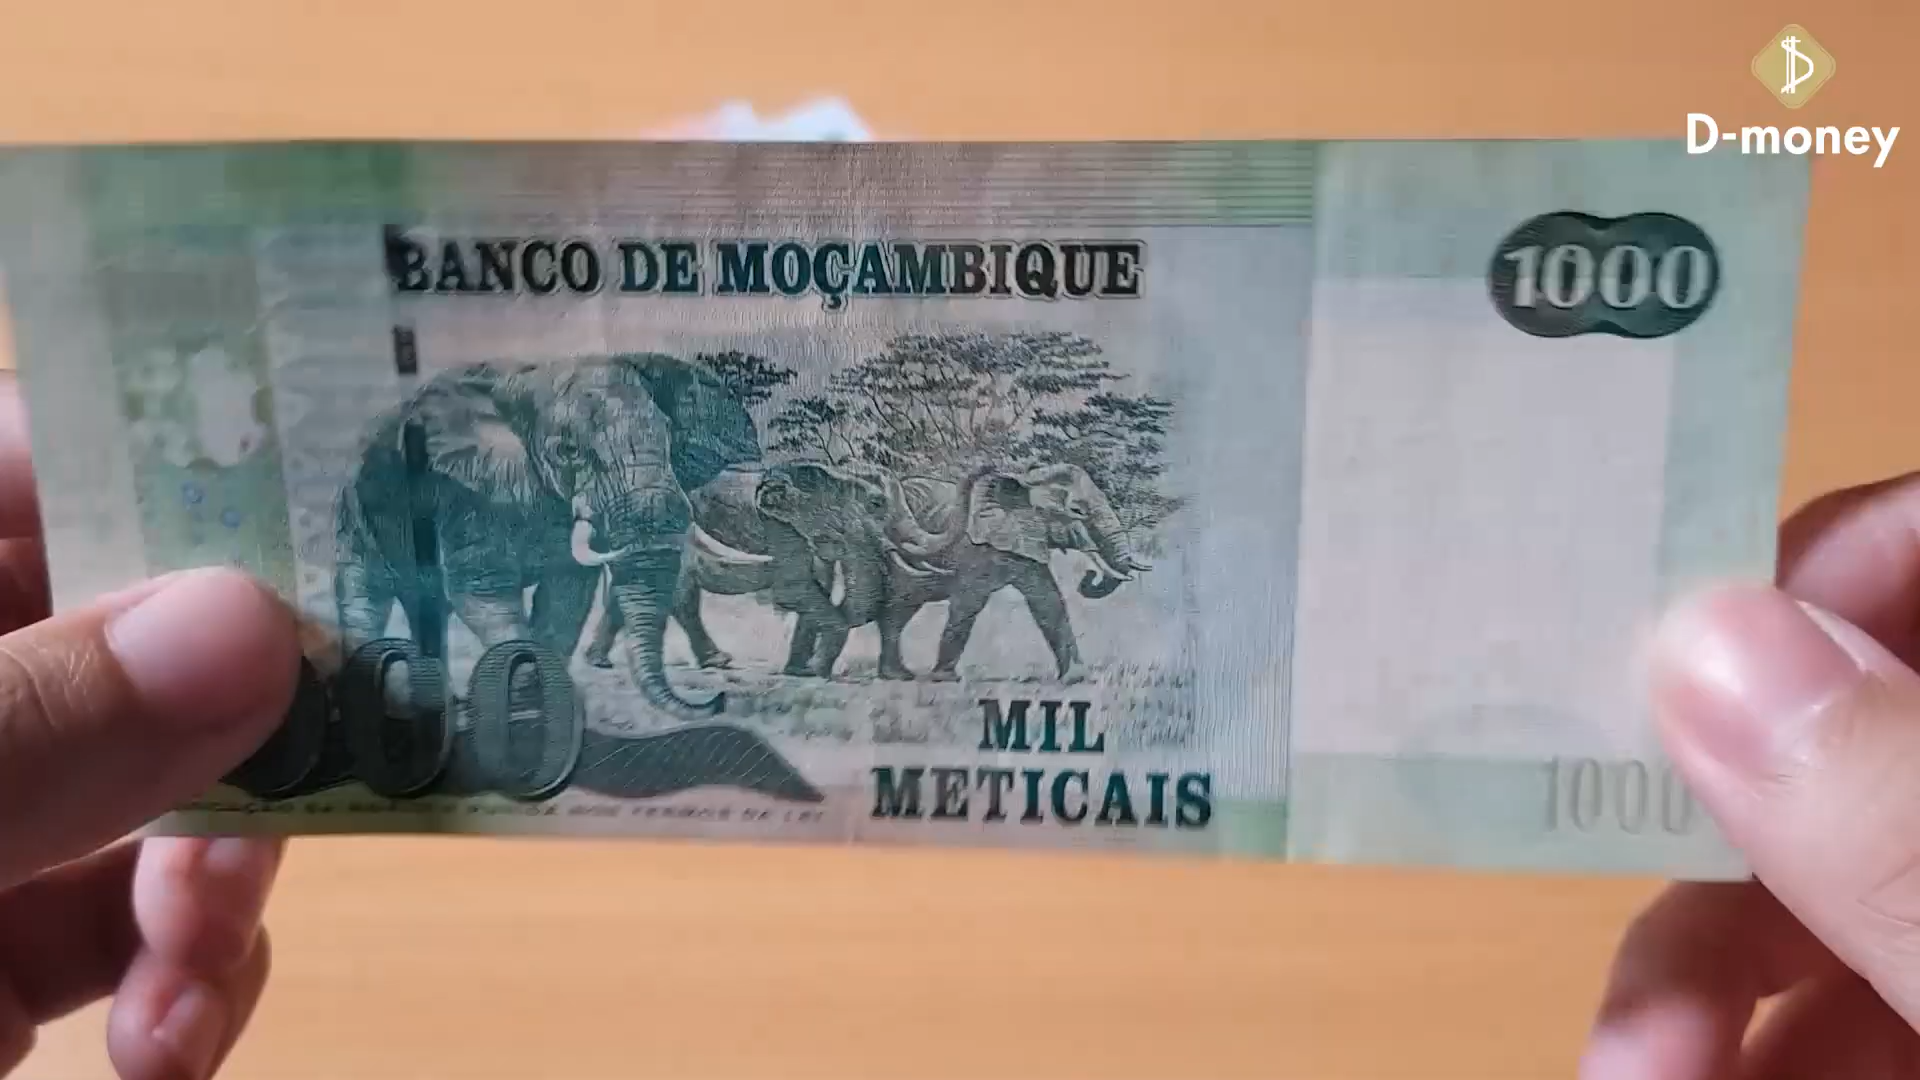 D-money
BANCO DE MOÇAMBIQUE
1000
MIL
METICAIS
1000